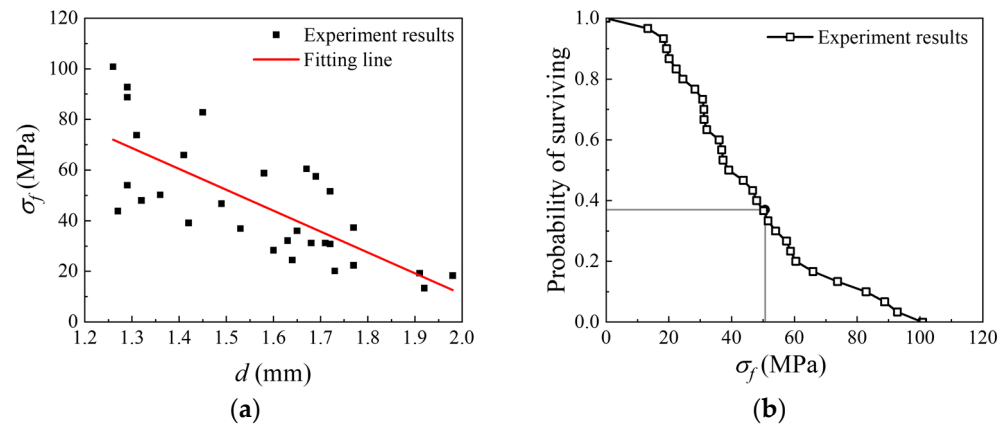 (a)
120
100
80
60
40
20
0
σf (MPa)
Experiment results
Fitting line
1.2 1.3 1.4 1.5 1.6 1.7 1.8 1.9 2.0
d (mm)
(b)
1.0
0.8
0.6
0.4
0.2
0.0
Probability of surviving
Experiment results
0 20 40 60 80 100 120
σf (MPa)